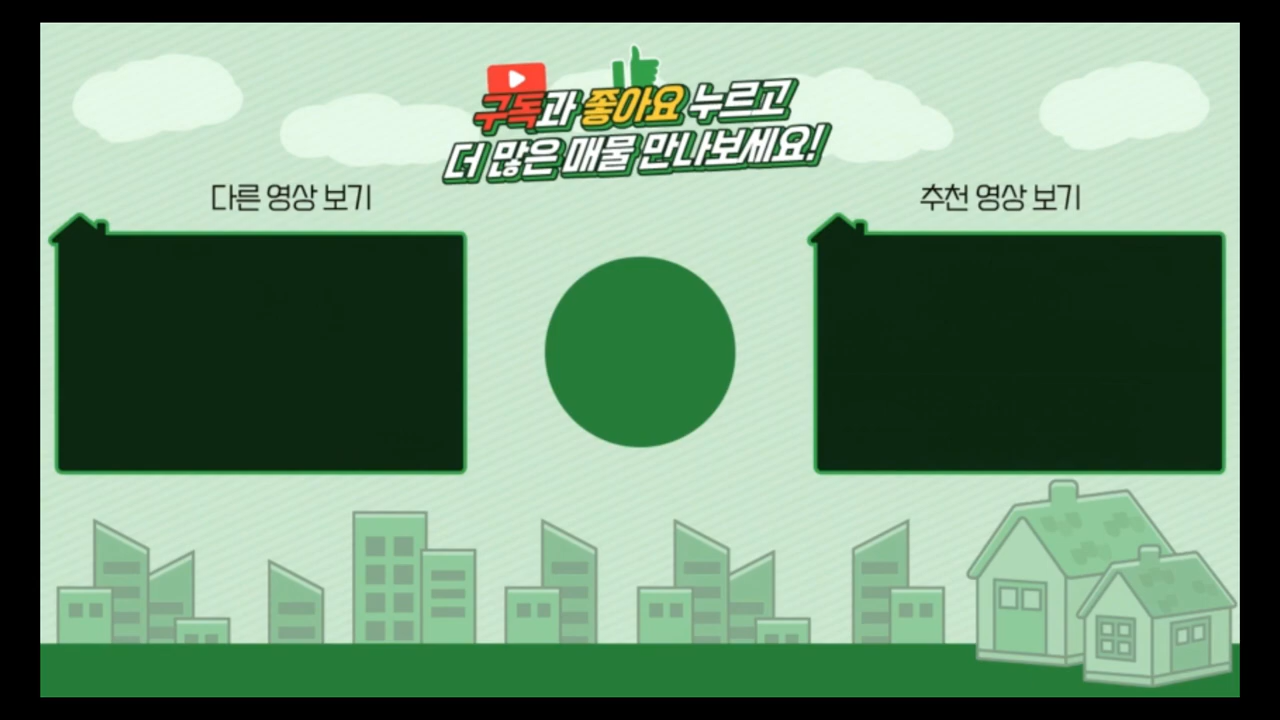 구독과 좋아요 누르고
더 많은 매물 만나보세요!
다른 영상 보기
추천 영상 보기